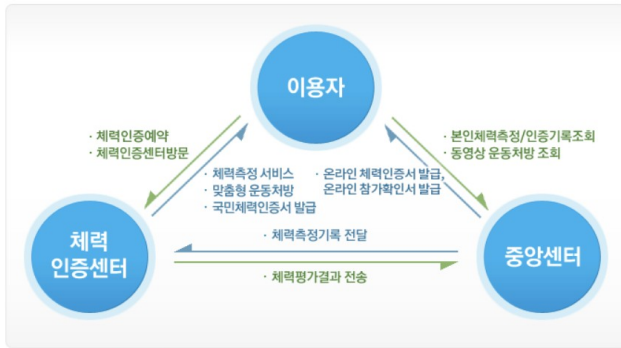 이용자
· 체력인증예약
· 체력인증센터방문
· 본인체력측정/인증기록조회
· 동영상 운동처방 조회
· 체력측정 서비스
· 맞춤형 운동처방
· 국민체력인증서 발급
· 온라인 체력인증서 발급,
온라인 참가확인서 발급
체력
인증센터
· 체력측정기록 전달
· 체력평가결과 전송
중앙센터